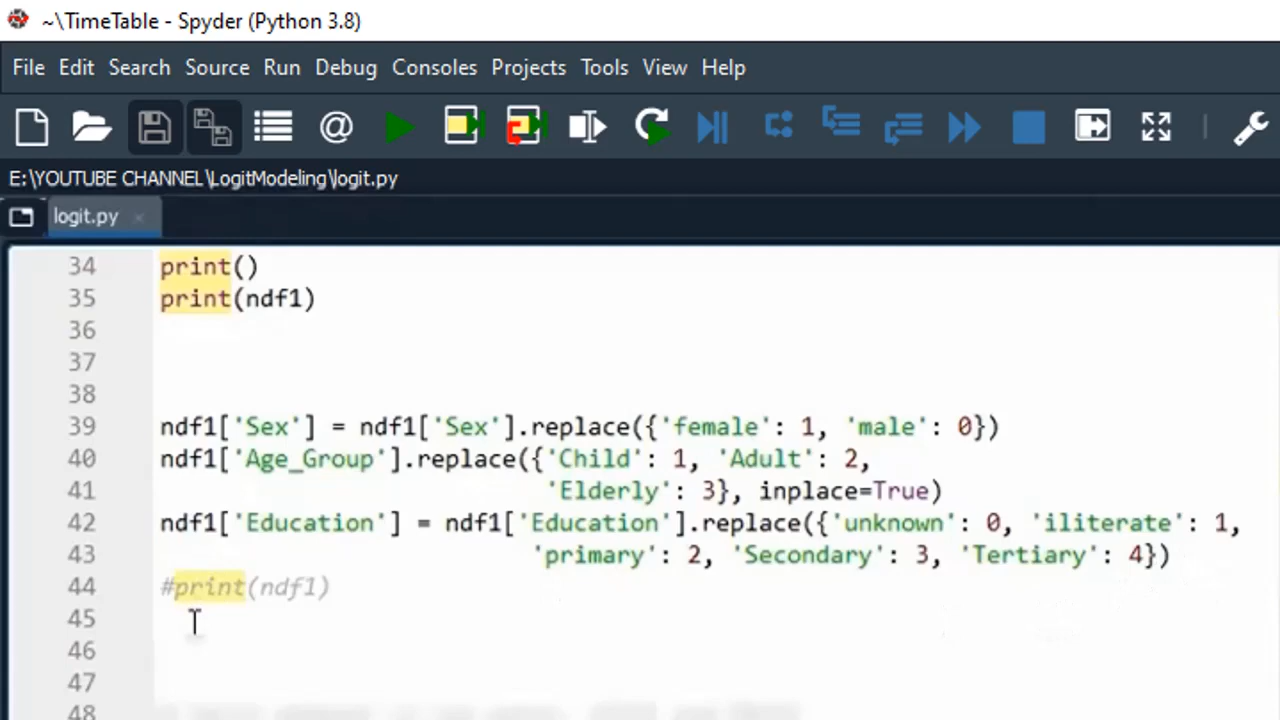 ~\TimeTable - Spyder (Python 3.8)
File Edit Search Source Run Debug Consoles Projects Tools View Help
E:\YOUTUBE CHANNEL\LogitModeling\logit.py
logit.py
34 print()
35 print(ndf1)
36
37
38
39 ndf1['Sex'] = ndf1['Sex'].replace({'female': 1, 'male': 0})
40 ndf1['Age_Group'].replace({'Child': 1, 'Adult': 2,
41 'Elderly': 3}, inplace=True)
42 ndf1['Education'] = ndf1['Education'].replace({'unknown': 0, 'iliterate': 1,
43 'primary': 2, 'Secondary': 3, 'Tertiary': 4})
44 #print(ndf1)
45
46
47
48